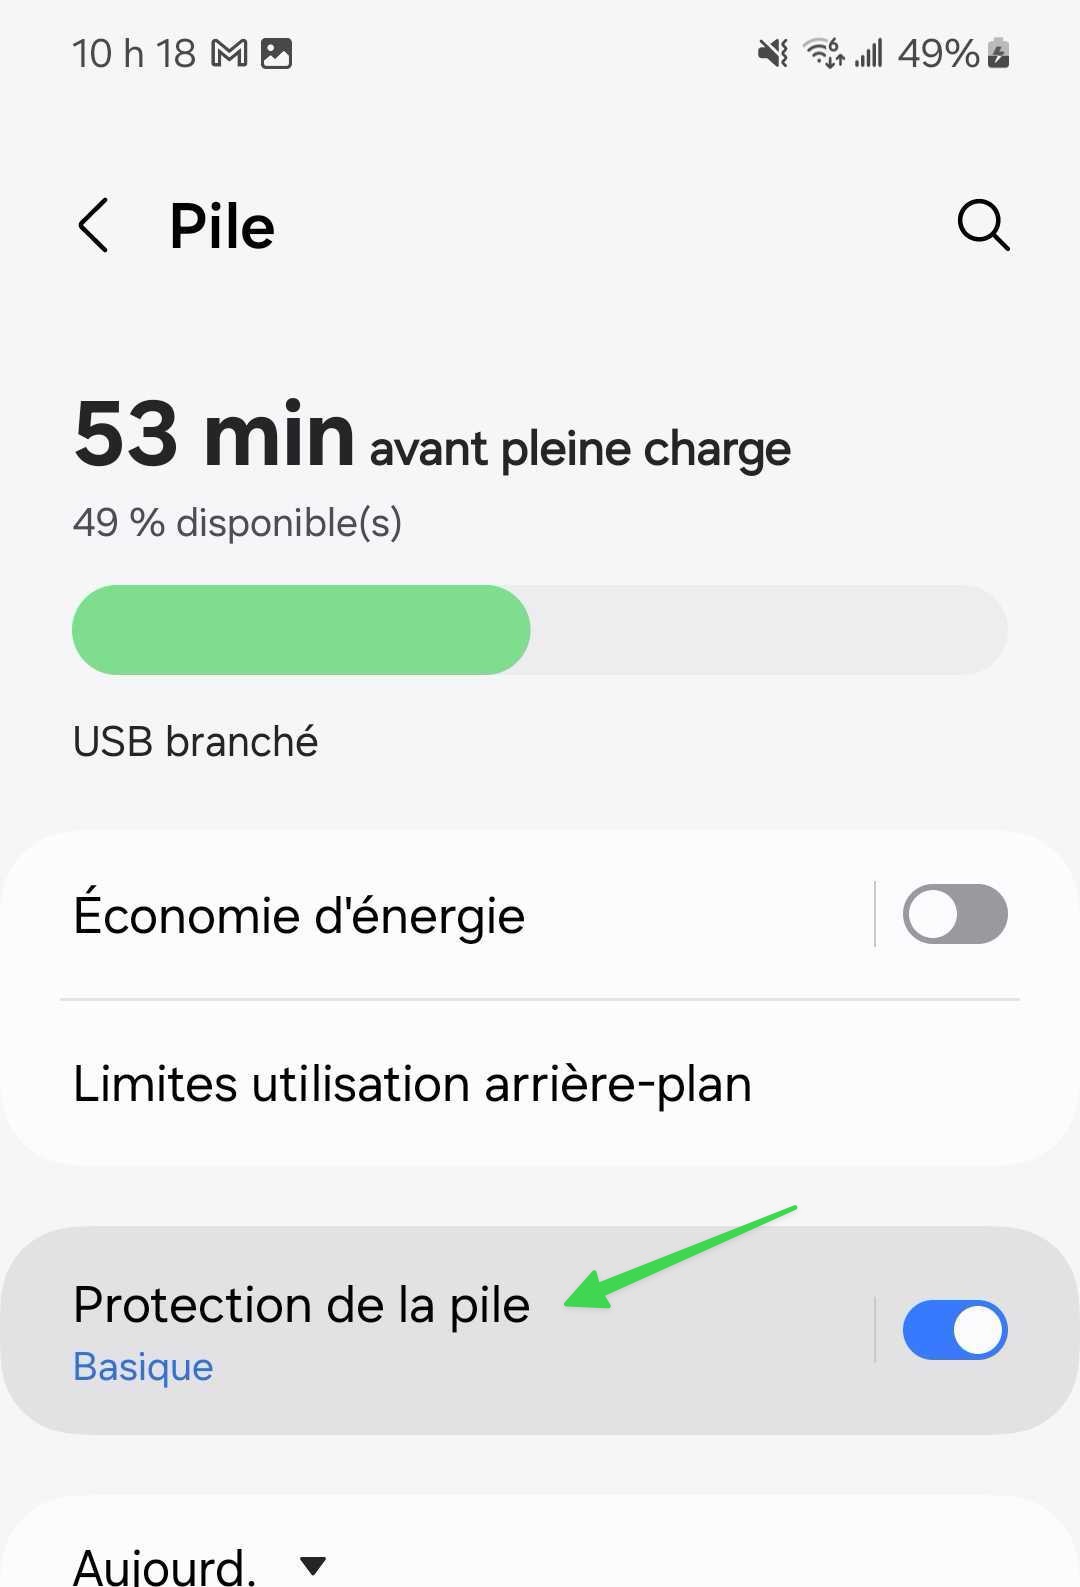 10 h 18
49%
Pile
53 min avant pleine charge
49 % disponible(s)
USB branché
Économie d'énergie
Limites utilisation arrière-plan
Protection de la pile
Basique
Aujourd.